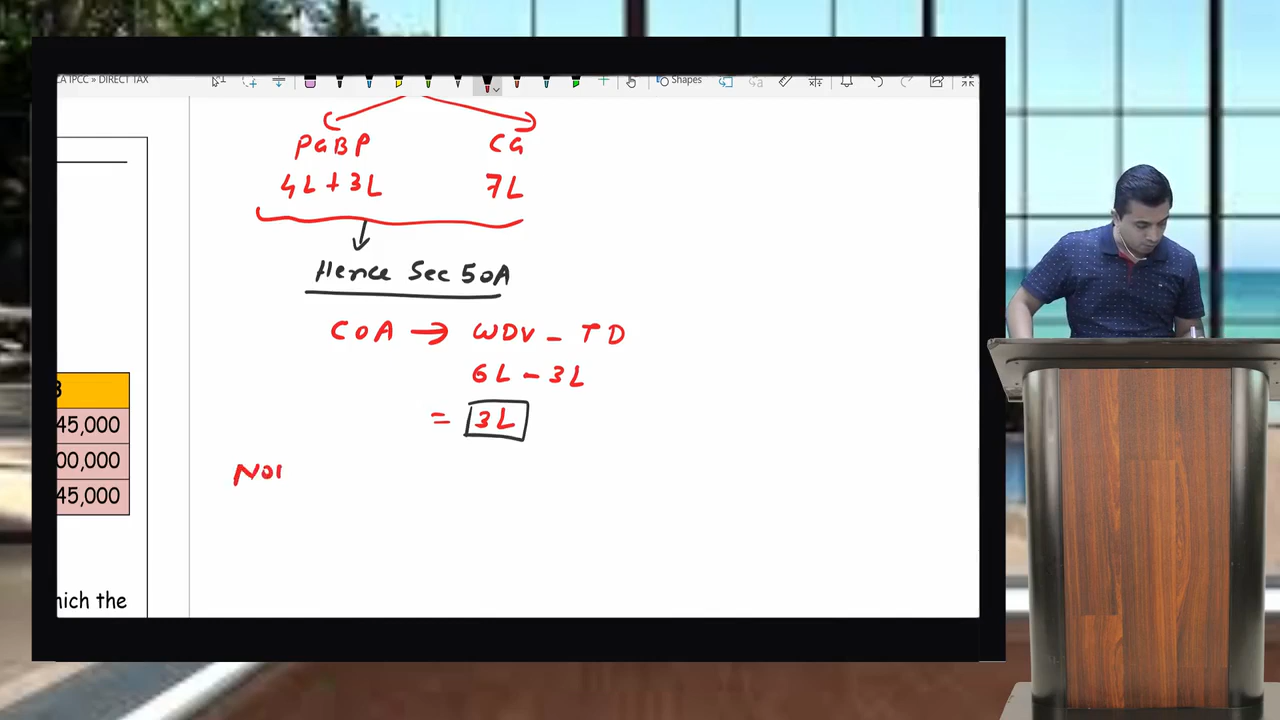 CA IPCC » DIRECT TAX
Shapes
PGBP CG
4L + 3L 7L
Hence Sec 50A
COA → WDV - TD
6L - 3L
= 3L
45,000
00,000
45,000
hich the